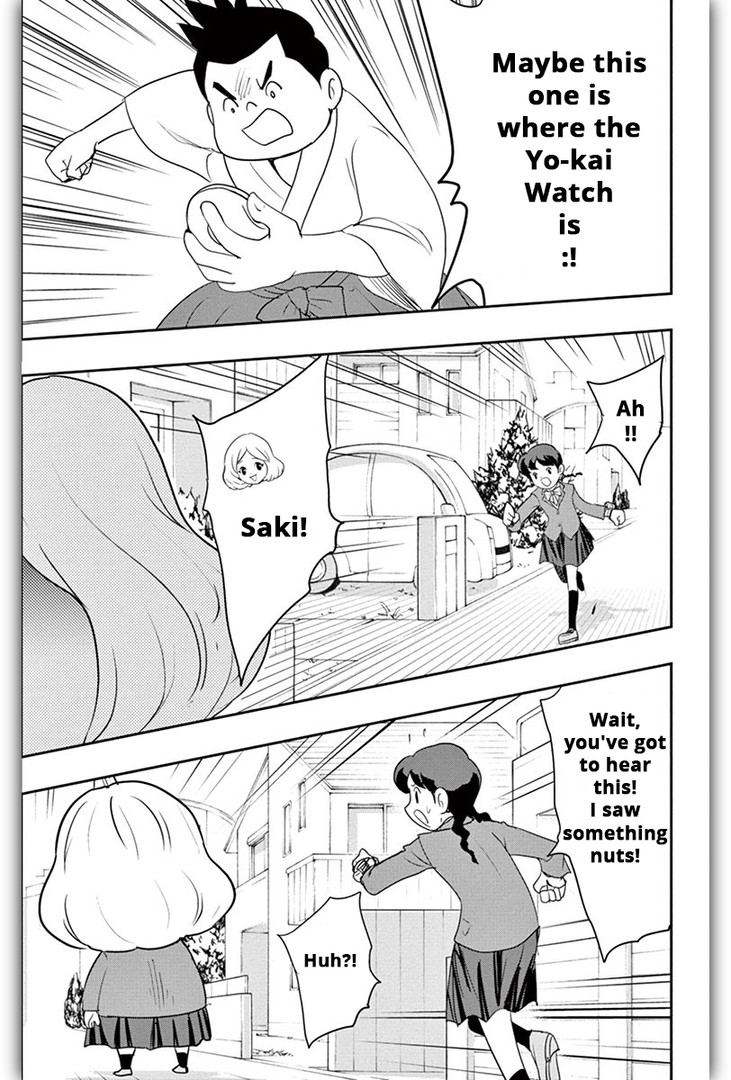 Maybe this
one is
where the
Yo-kai
Watch
is
:!
Ah
!!
Saki!
Wait,
you've got
to hear
this!
I saw
something
nuts!
Huh?!